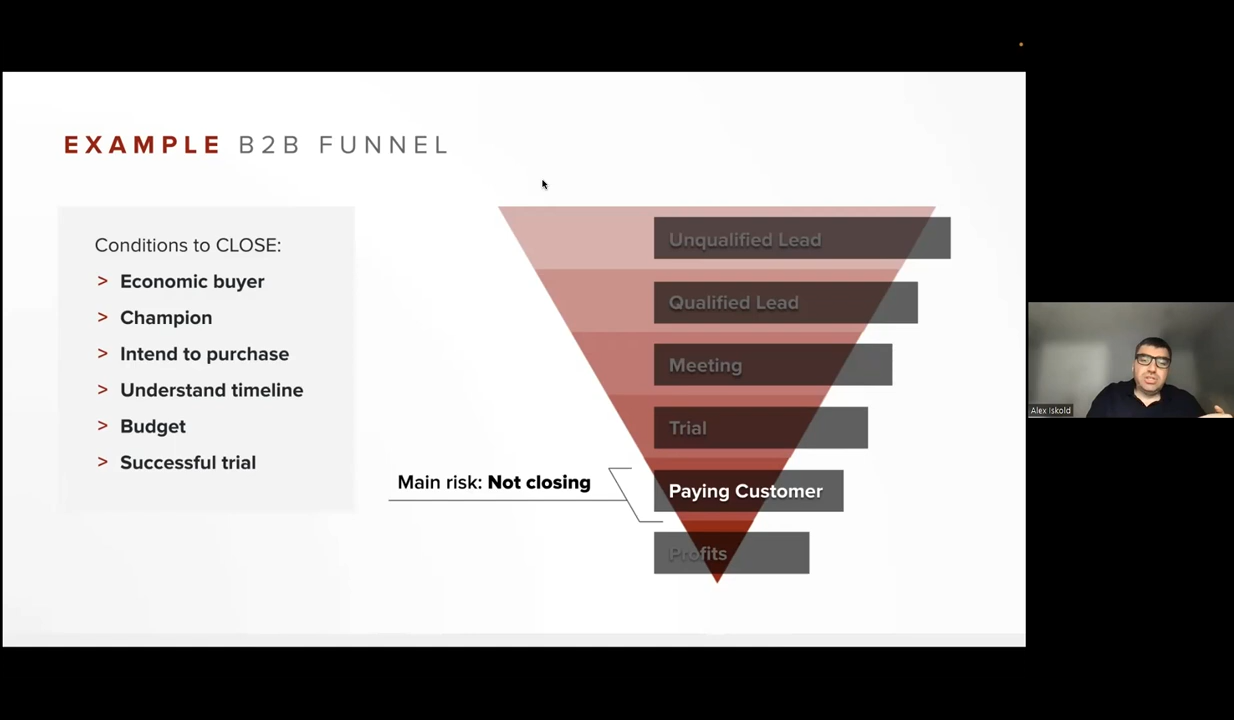 EXAMPLE B2B FUNNEL
Conditions to CLOSE:
> Economic buyer
> Champion
> Intend to purchase
> Understand timeline
> Budget
> Successful trial
Main risk: Not closing
Unqualified Lead
Qualified Lead
Meeting
Trial
Paying Customer
Profits
Alex Iskold